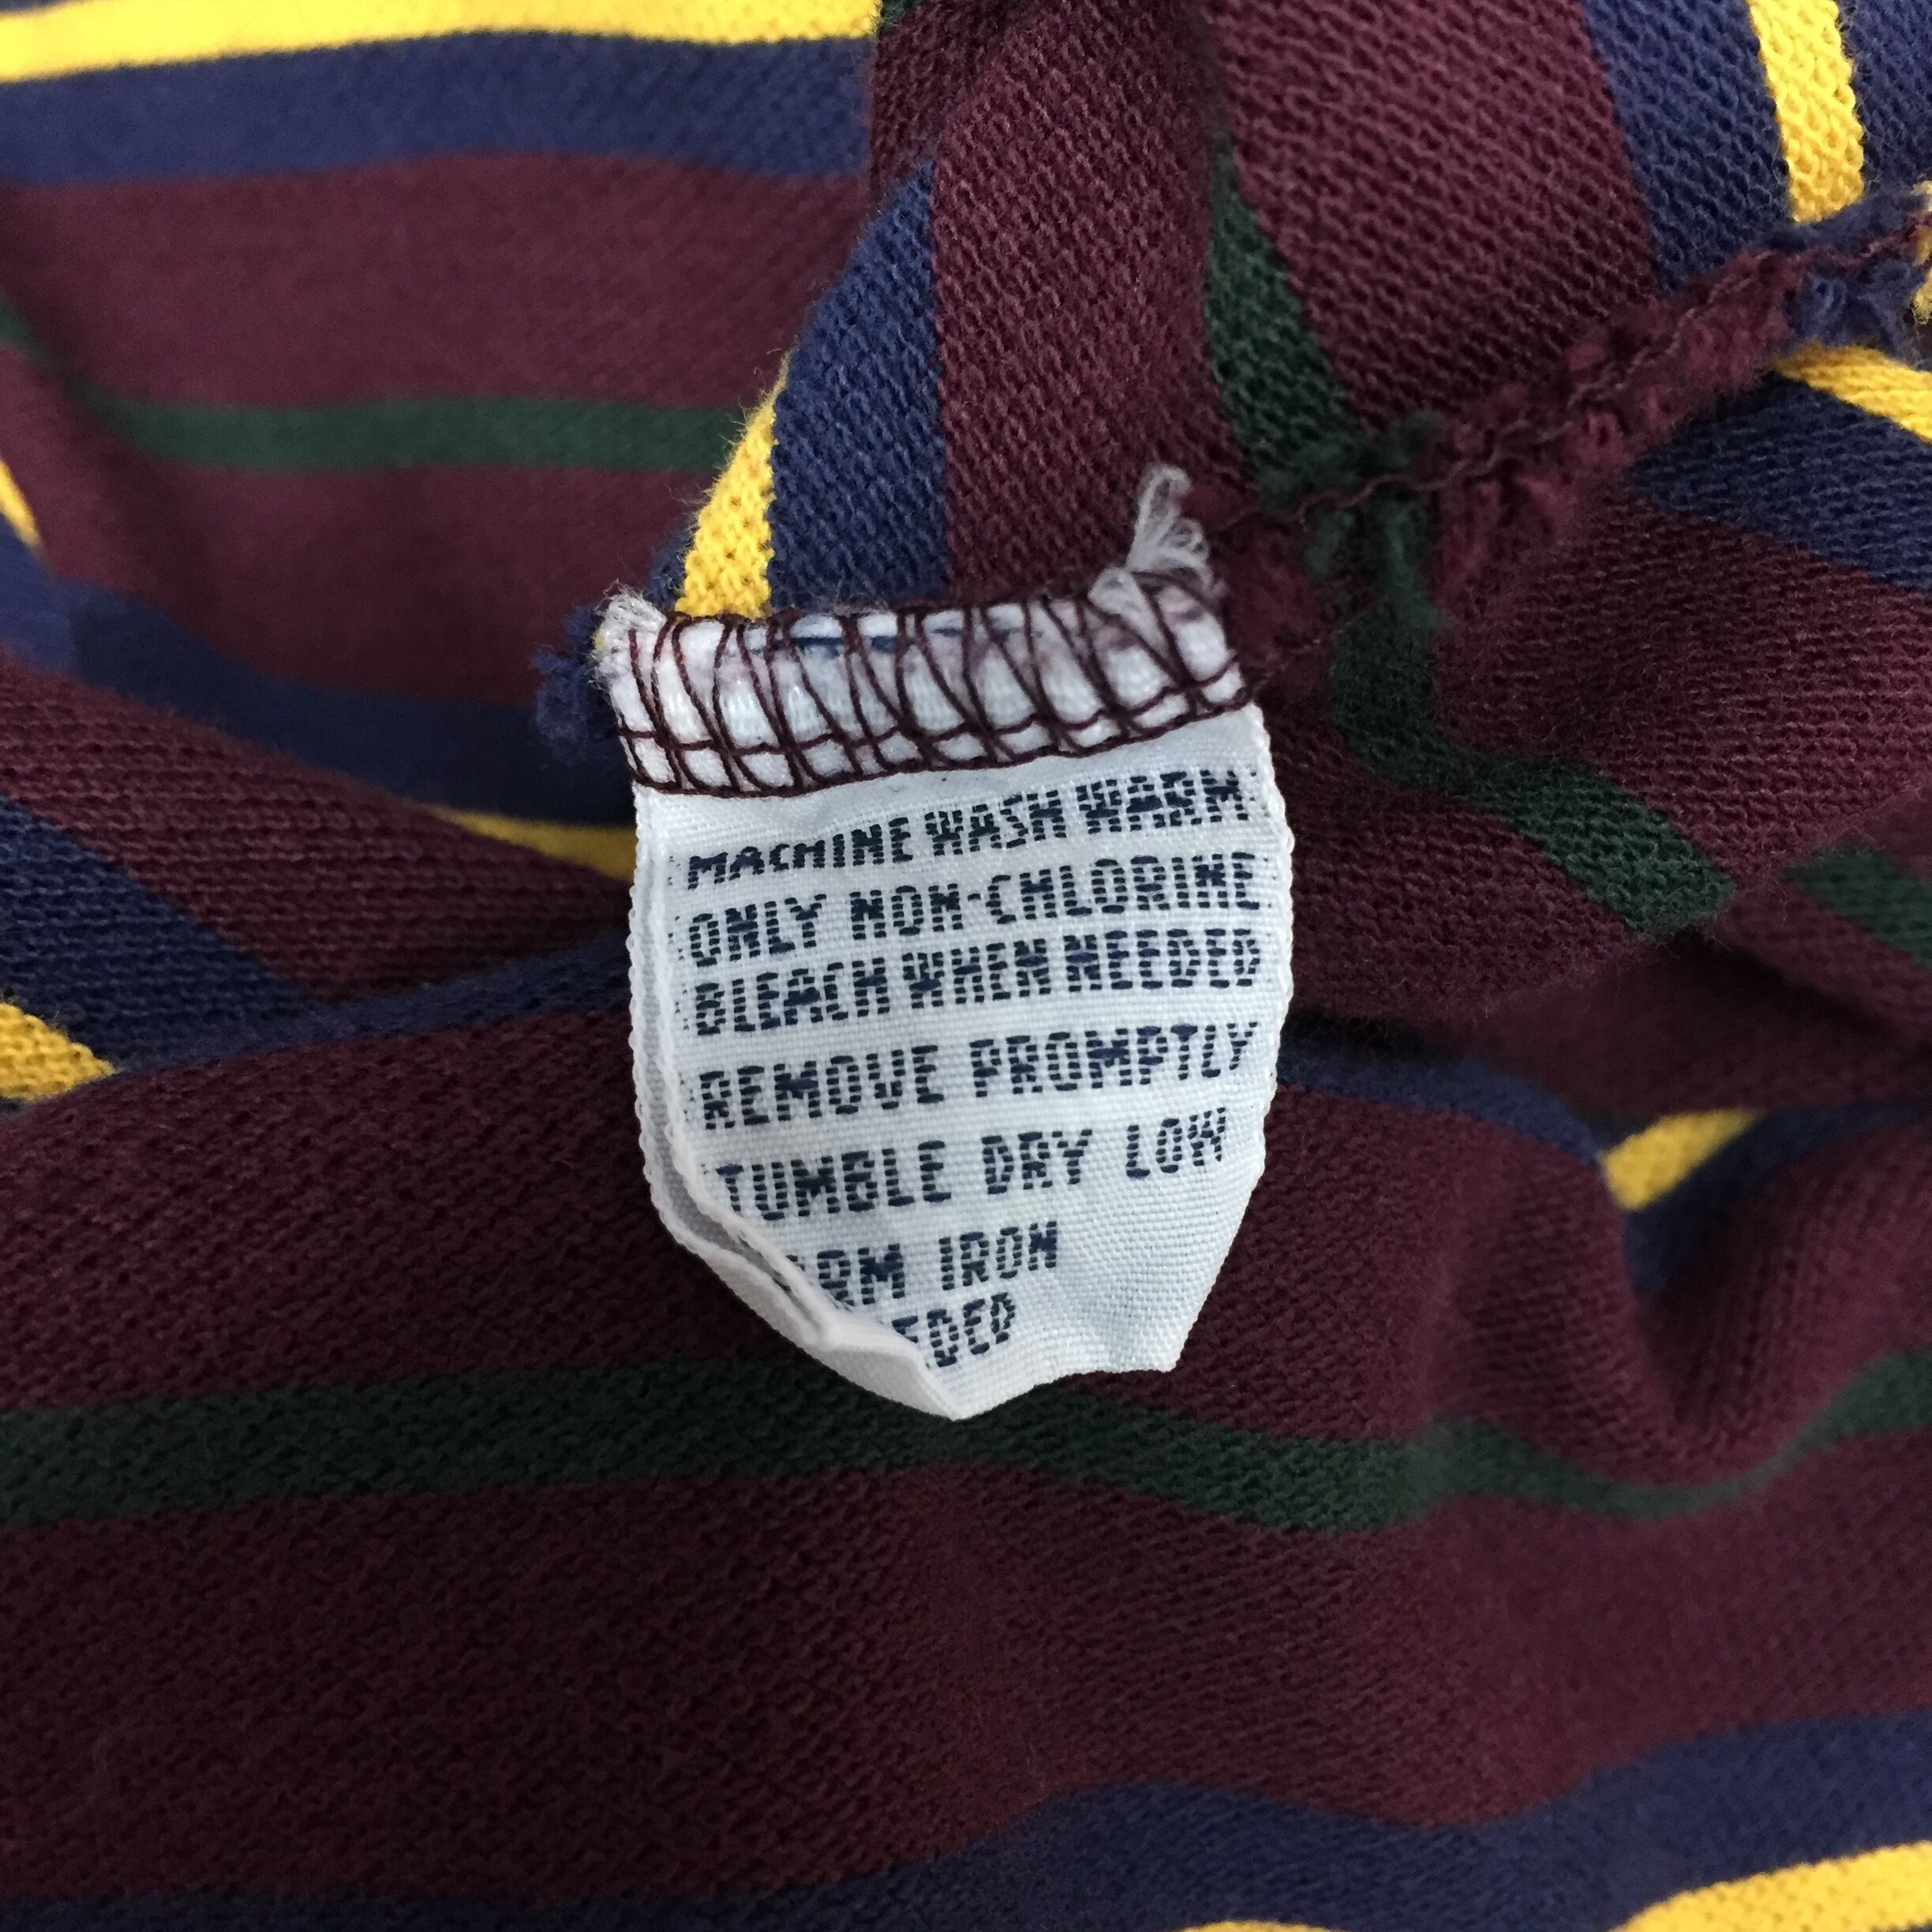 MACHINE WASH WARM
ONLY NON-CHLORINE
BLEACH WHEN NEEDED
REMOVE PROMPTLY
TUMBLE DRY LOW
IRON